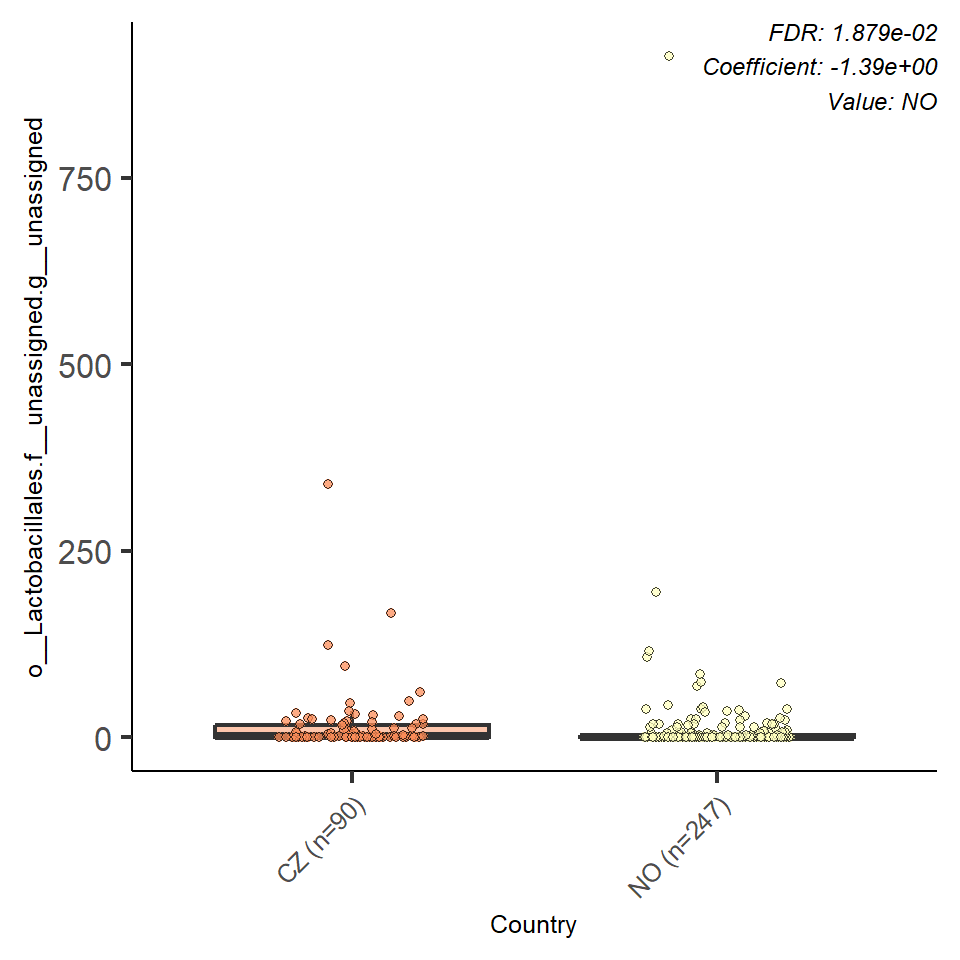 FDR: 1.879e-02
Coefficient: -1.39e+00
Value: NO
o__Lactobacillales.f__unassigned.g__unassigned
750
500
250
0
CZ (n=90)
NO (n=247)
Country